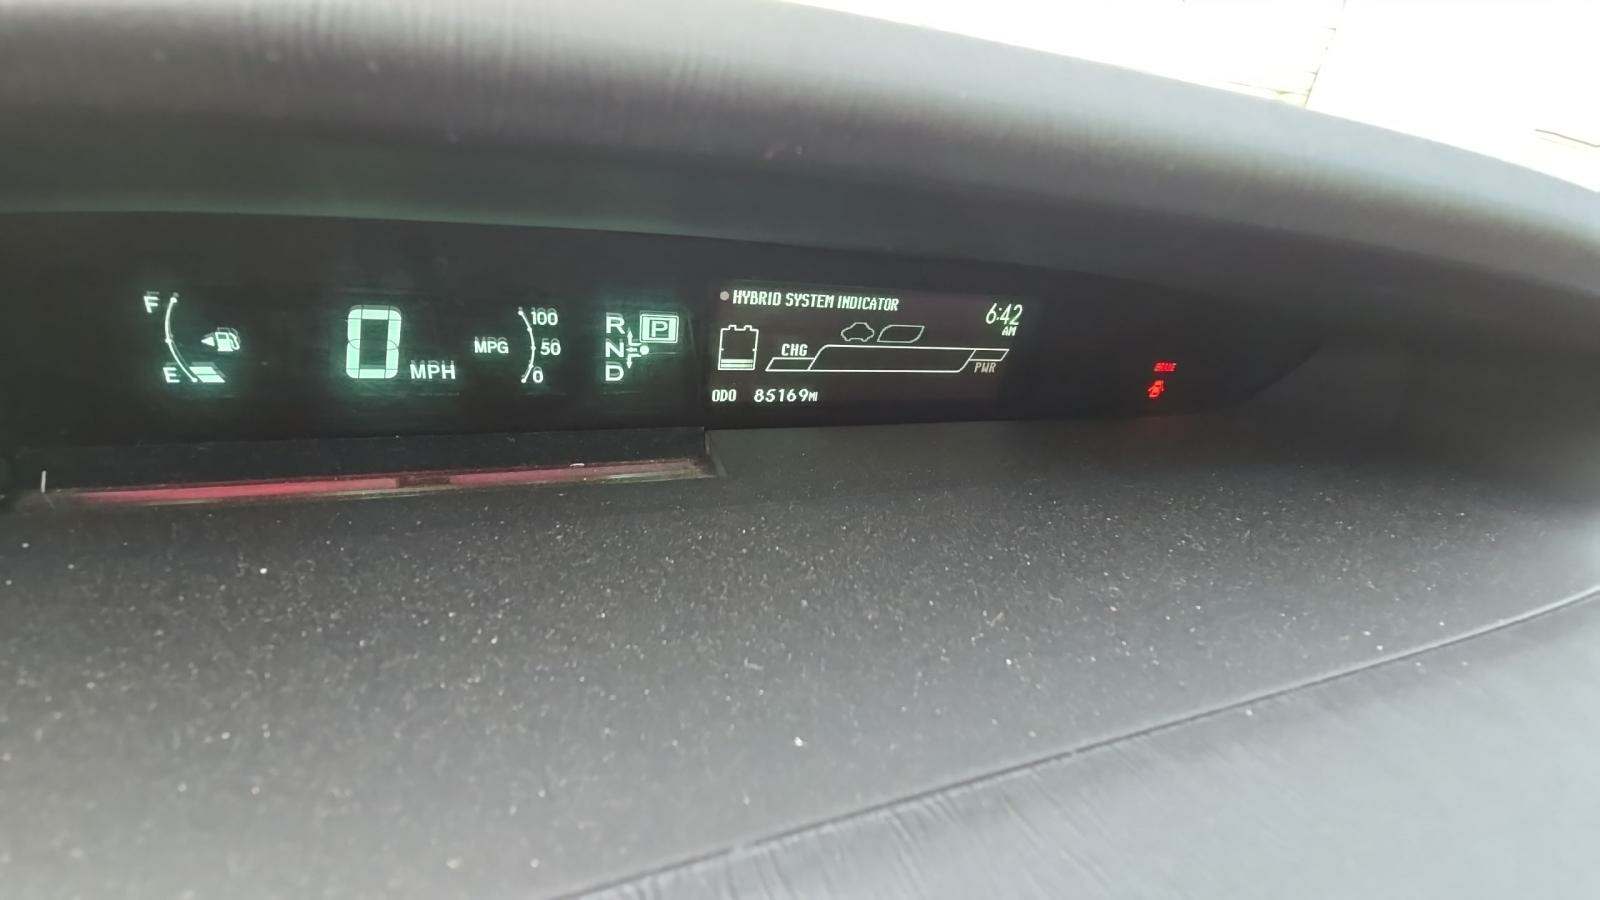 F
E
0 MPH
MPG
100
50
0
R
N
D
P
HYBRID SYSTEM INDICATOR
6:42
AM
CHG
PWR
ODO 85169MI